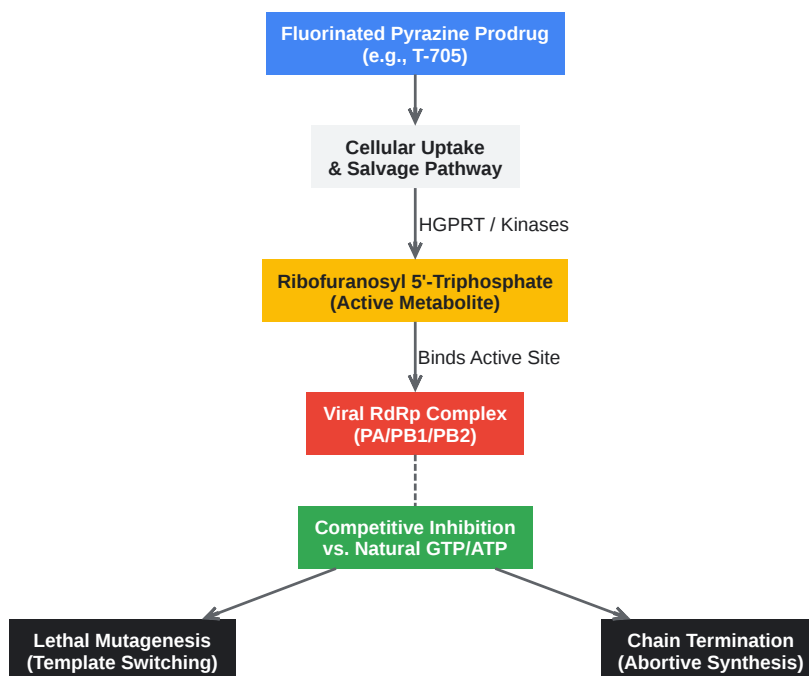 Fluorinated Pyrazine Prodrug
(e.g., T-705)
Cellular Uptake
& Salvage Pathway
HGPRT / Kinases
Ribofuranosyl 5'-Triphosphate
(Active Metabolite)
Binds Active Site
Viral RdRp Complex
(PA/PB1/PB2)
Competitive Inhibition
vs. Natural GTP/ATP
Lethal Mutagenesis
(Template Switching)
Chain Termination
(Abortive Synthesis)